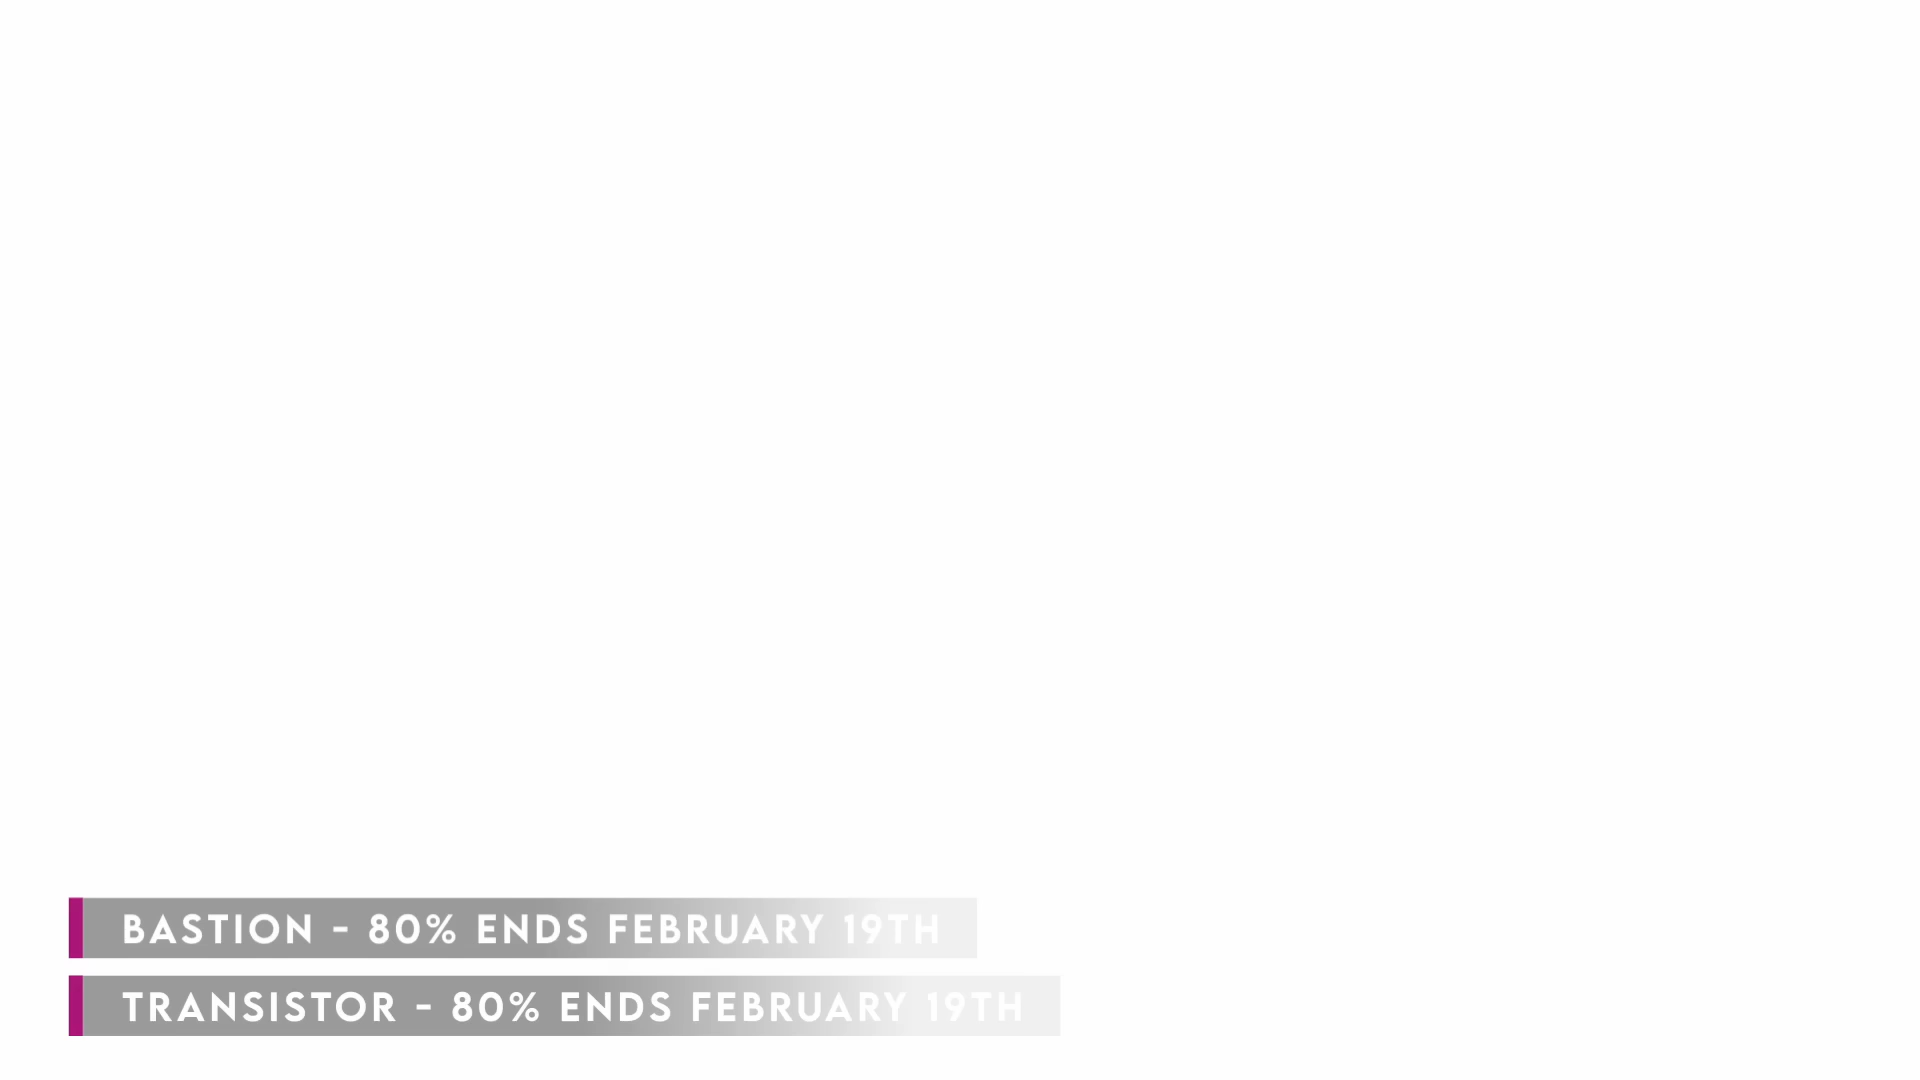 BASTION - 80% ENDS FEBRUARY 19TH
TRANSISTOR - 80% ENDS FEBRUARY 19TH